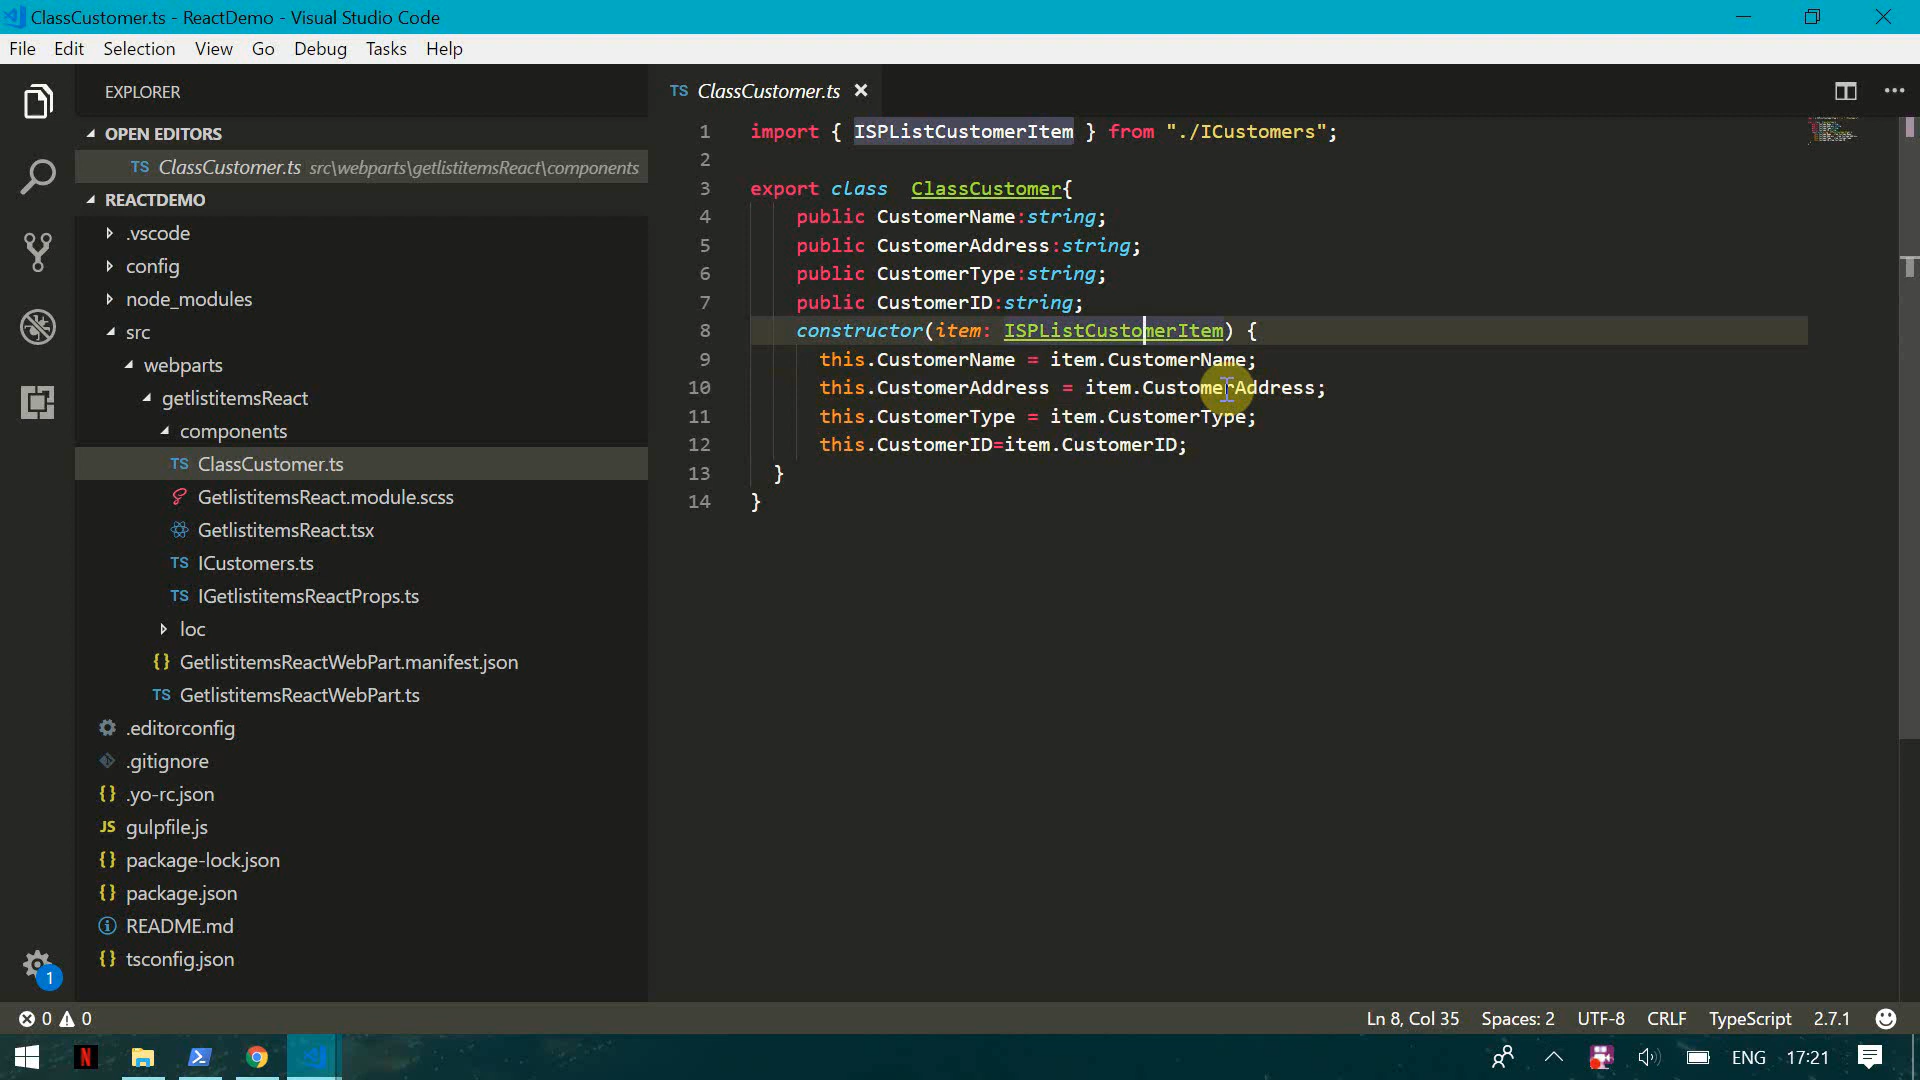 ClassCustomer.ts - ReactDemo - Visual Studio Code
File Edit Selection View Go Debug Tasks Help
EXPLORER
OPEN EDITORS
TS ClassCustomer.ts src\webparts\getlistitemsReact\components
REACTDEMO
.vscode
config
node_modules
src
webparts
getlistitemsReact
components
TS ClassCustomer.ts
GetlistitemsReact.module.scss
GetlistitemsReact.tsx
TS ICustomers.ts
TS IGetlistitemsReactProps.ts
loc
{} GetlistitemsReactWebPart.manifest.json
TS GetlistitemsReactWebPart.ts
.editorconfig
.gitignore
{} .yo-rc.json
JS gulpfile.js
{} package-lock.json
{} package.json
README.md
{} tsconfig.json
1
TS ClassCustomer.ts
1 import { ISPListCustomerItem } from "./ICustomers";
2
3 export class  ClassCustomer{
4     public CustomerName:string;
5     public CustomerAddress:string;
6     public CustomerType:string;
7     public CustomerID:string;
8     constructor(item: ISPListCustomerItem) {
9       this.CustomerName = item.CustomerName;
10       this.CustomerAddress = item.CustomerAddress;
11       this.CustomerType = item.CustomerType;
12       this.CustomerID=item.CustomerID;
13   }
14 }
0 0 Ln 8, Col 35 Spaces: 2 UTF-8 CRLF TypeScript 2.7.1
N ENG 17:21